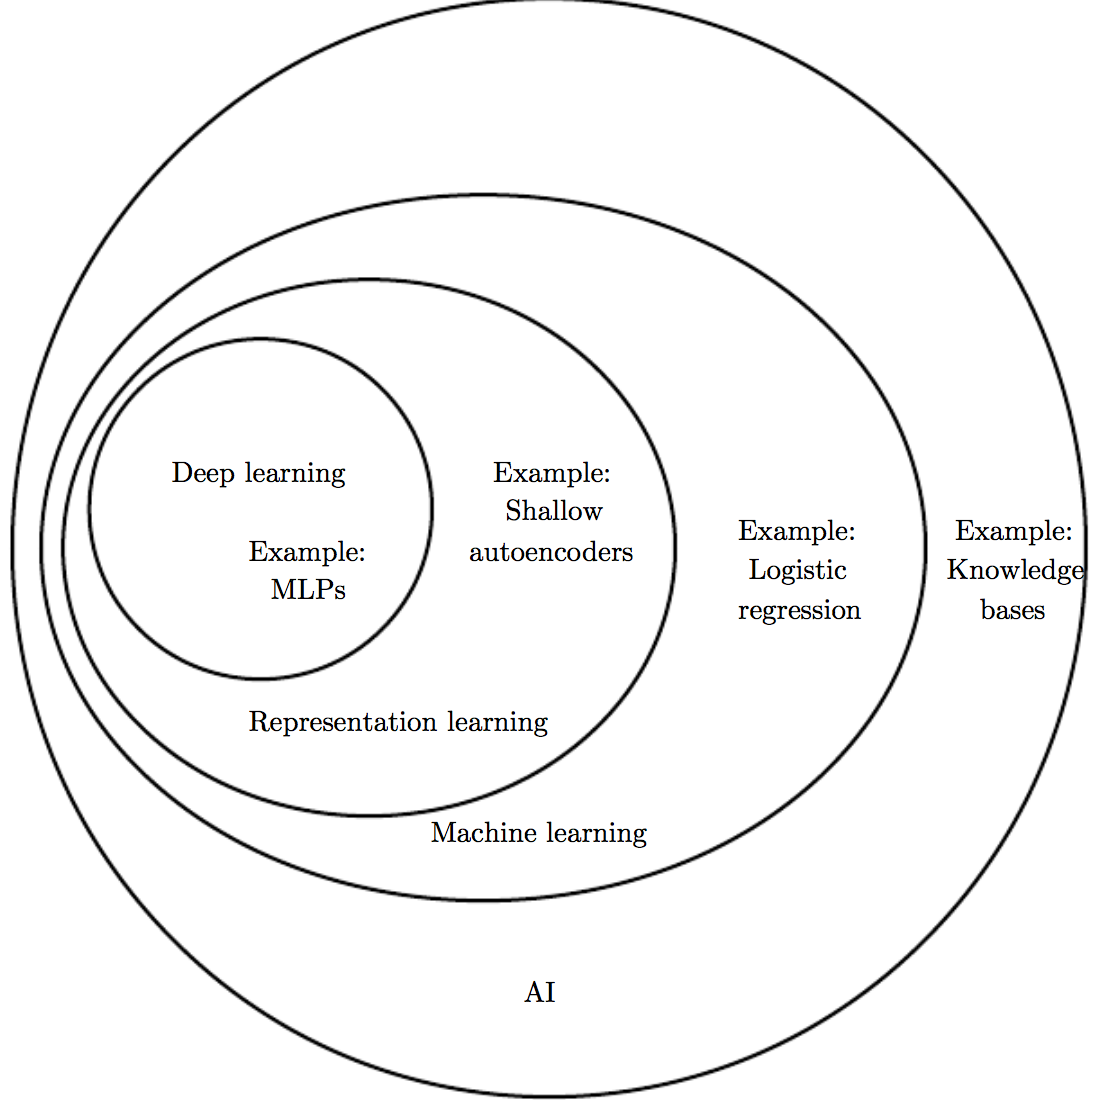 Deep learning
Example:
MLPs
Example:
Shallow
autoencoders
Example:
Logistic
regression
Example:
Knowledge
bases
Representation learning
Machine learning
AI